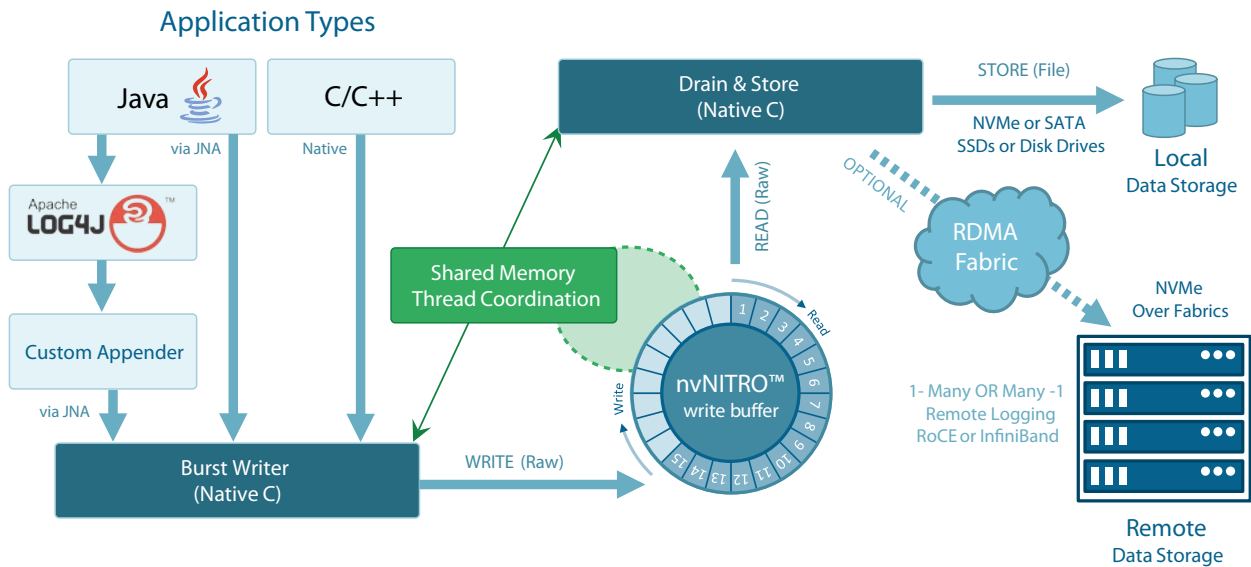 Application Types
Java
C/C++
via JNA
Native
Apache
LOG4J
TM
Custom Appender
via JNA
Burst Writer
(Native C)
WRITE (Raw)
Shared Memory
Thread Coordination
Drain & Store
(Native C)
READ (Raw)
nvNITRO™
write buffer
Write
Read
1
2
3
4
5
6
7
8
9
10
11
12
13
14
15
STORE (File)
NVMe or SATA
SSDs or Disk Drives
Local
Data Storage
OPTIONAL
RDMA
Fabric
NVMe
Over Fabrics
1- Many OR Many -1
Remote Logging
RoCE or InfiniBand
Remote
Data Storage